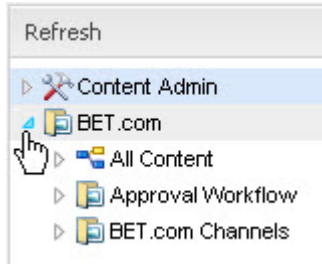 Refresh
Content Admin
BET.com
All Content
Approval Workflow
BET.com Channels